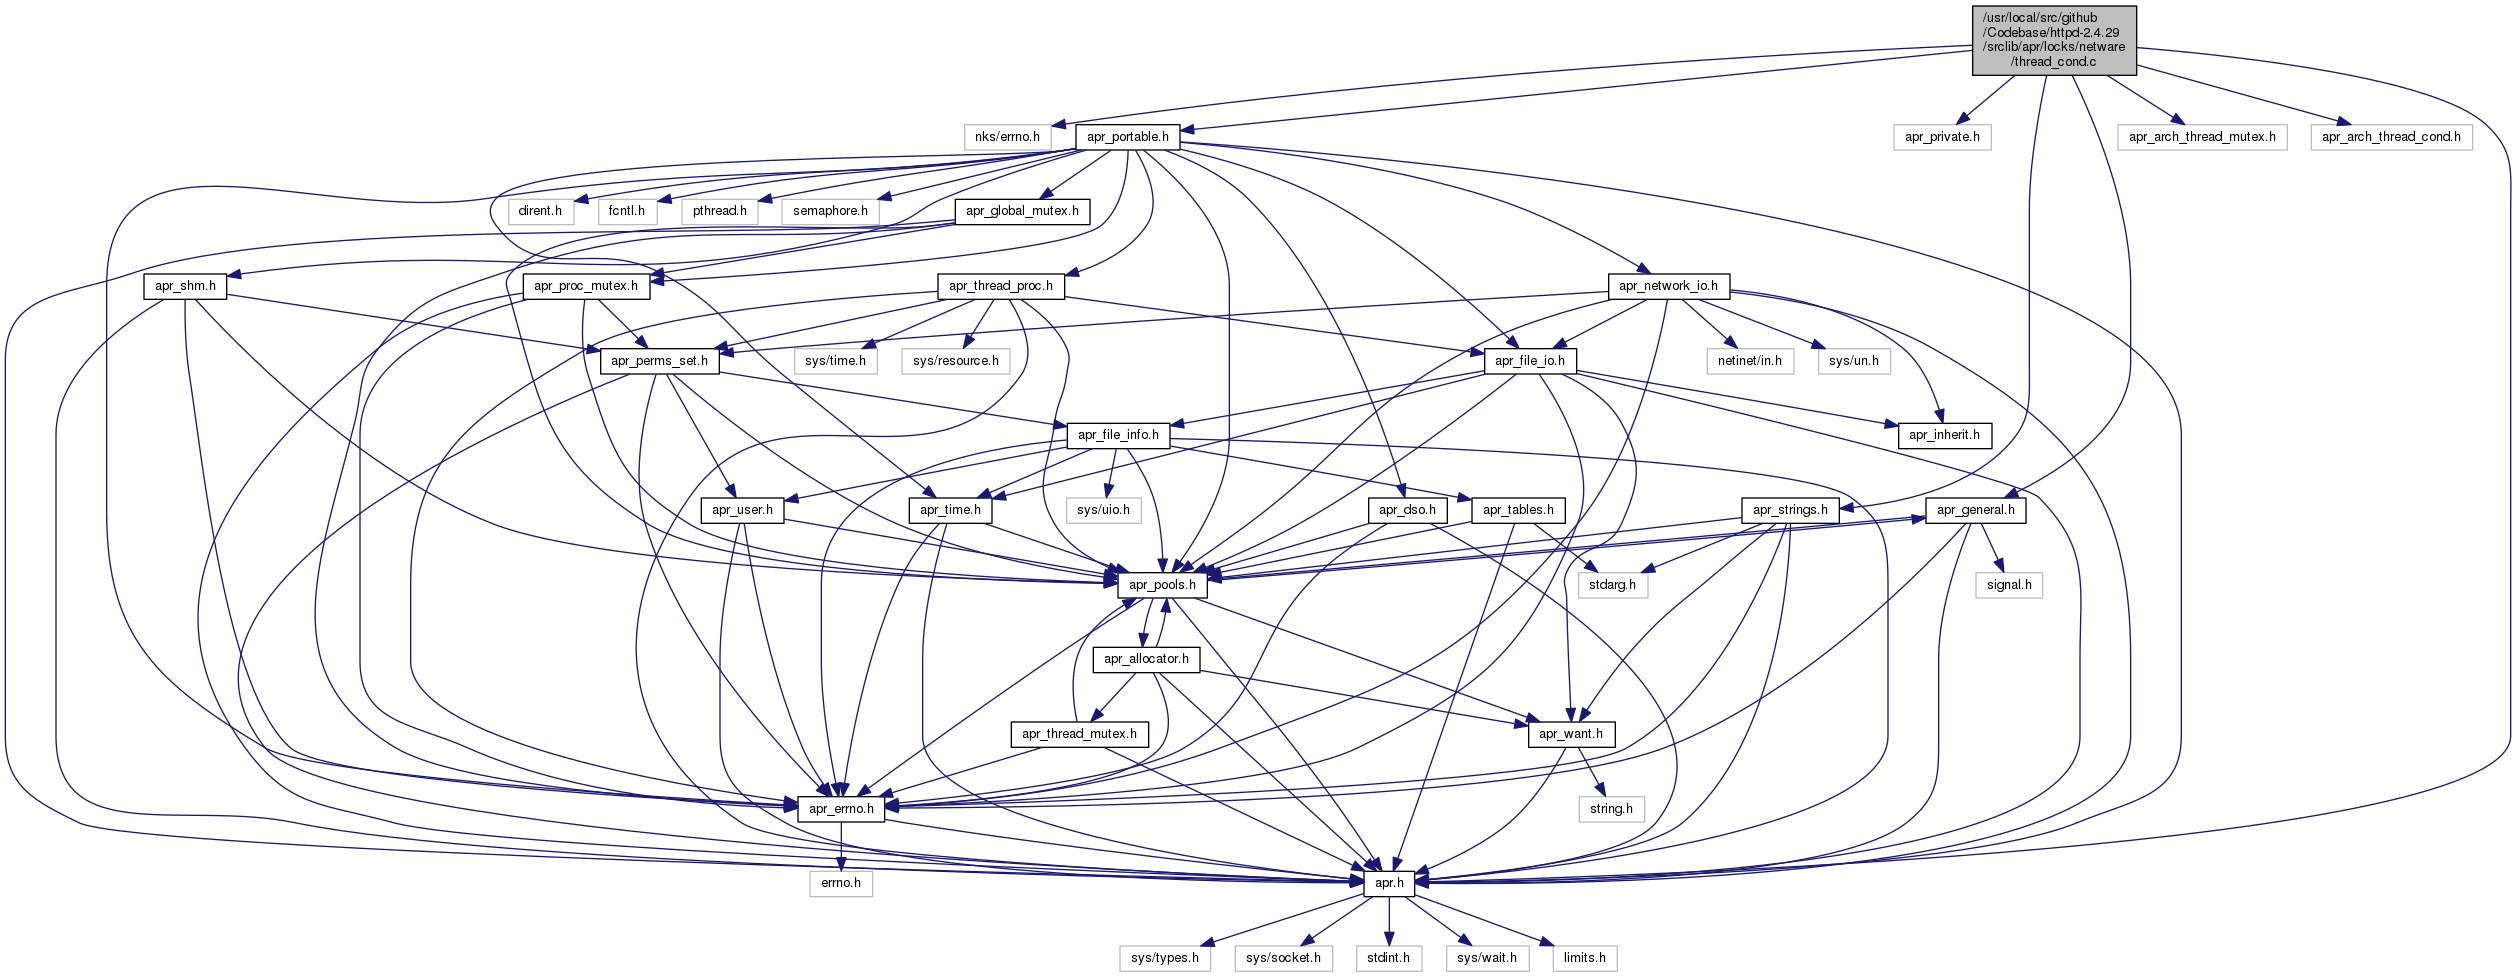 /usr/local/src/github
/Codebase/httpd-2.4.29
/srclib/apr/locks/netware
/thread_cond.c
nks/errno.h
apr_portable.h
apr_private.h
apr_arch_thread_mutex.h
apr_arch_thread_cond.h
dirent.h
fcntl.h
pthread.h
semaphore.h
apr_global_mutex.h
apr_shm.h
apr_proc_mutex.h
apr_thread_proc.h
apr_network_io.h
apr_perms_set.h
sys/time.h
sys/resource.h
apr_file_io.h
netinet/in.h
sys/un.h
apr_file_info.h
apr_inherit.h
apr_user.h
apr_time.h
sys/uio.h
apr_dso.h
apr_tables.h
apr_strings.h
apr_general.h
apr_pools.h
stdarg.h
signal.h
apr_allocator.h
apr_thread_mutex.h
apr_want.h
apr_errno.h
string.h
errno.h
apr.h
sys/types.h
sys/socket.h
stdint.h
sys/wait.h
limits.h